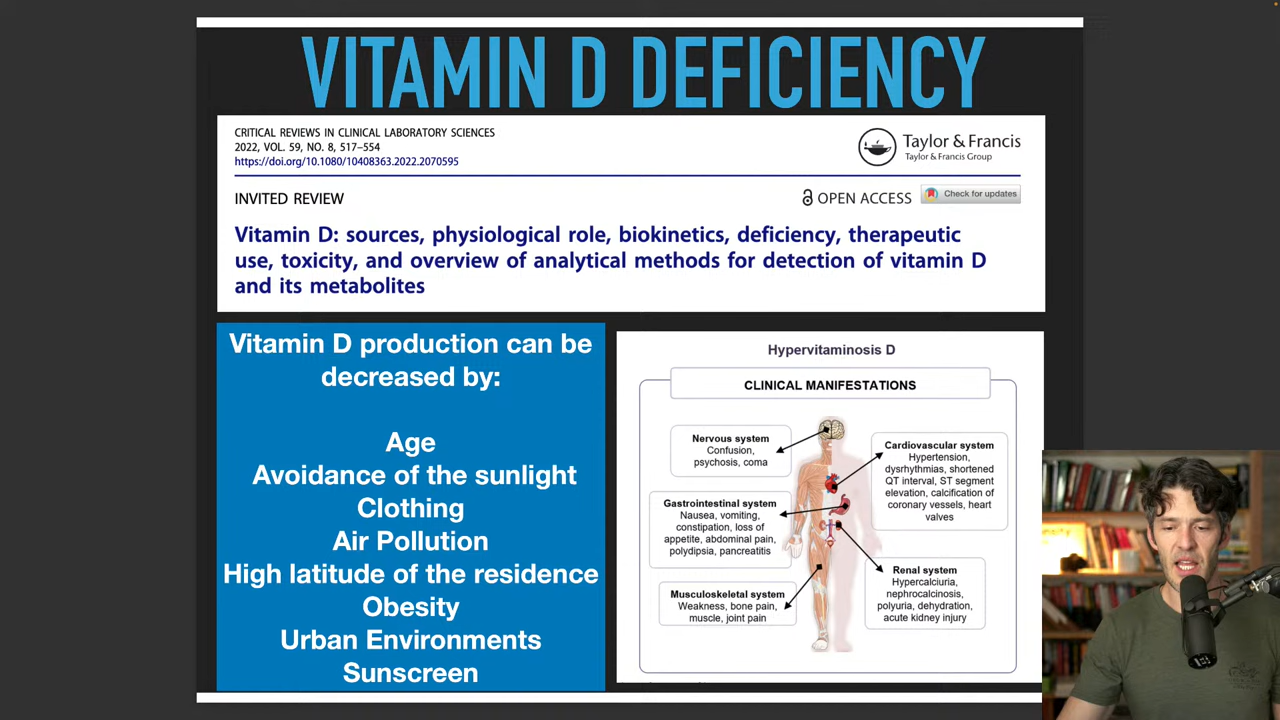 VITAMIN D DEFICIENCY
CRITICAL REVIEWS IN CLINICAL LABORATORY SCIENCES
2022, VOL. 59, NO. 8, 517–554
https://doi.org/10.1080/10408363.2022.2070595
Taylor & Francis
Taylor & Francis Group
INVITED REVIEW
OPEN ACCESS
Check for updates
Vitamin D: sources, physiological role, biokinetics, deficiency, therapeutic
use, toxicity, and overview of analytical methods for detection of vitamin D
and its metabolites
Vitamin D production can be
decreased by:
Age
Avoidance of the sunlight
Clothing
Air Pollution
High latitude of the residence
Obesity
Urban Environments
Sunscreen
Hypervitaminosis D
CLINICAL MANIFESTATIONS
Nervous system
Confusion,
psychosis, coma
Gastrointestinal system
Nausea, vomiting,
constipation, loss of
appetite, abdominal pain,
polydipsia, pancreatitis
Musculoskeletal system
Weakness, bone pain,
muscle, joint pain
Cardiovascular system
Hypertension,
dysrhythmias, shortened
QT interval, ST segment
elevation, calcification of
coronary vessels, heart
valves
Renal system
Hypercalciuria,
nephrocalcinosis,
polyuria, dehydration,
acute kidney injury